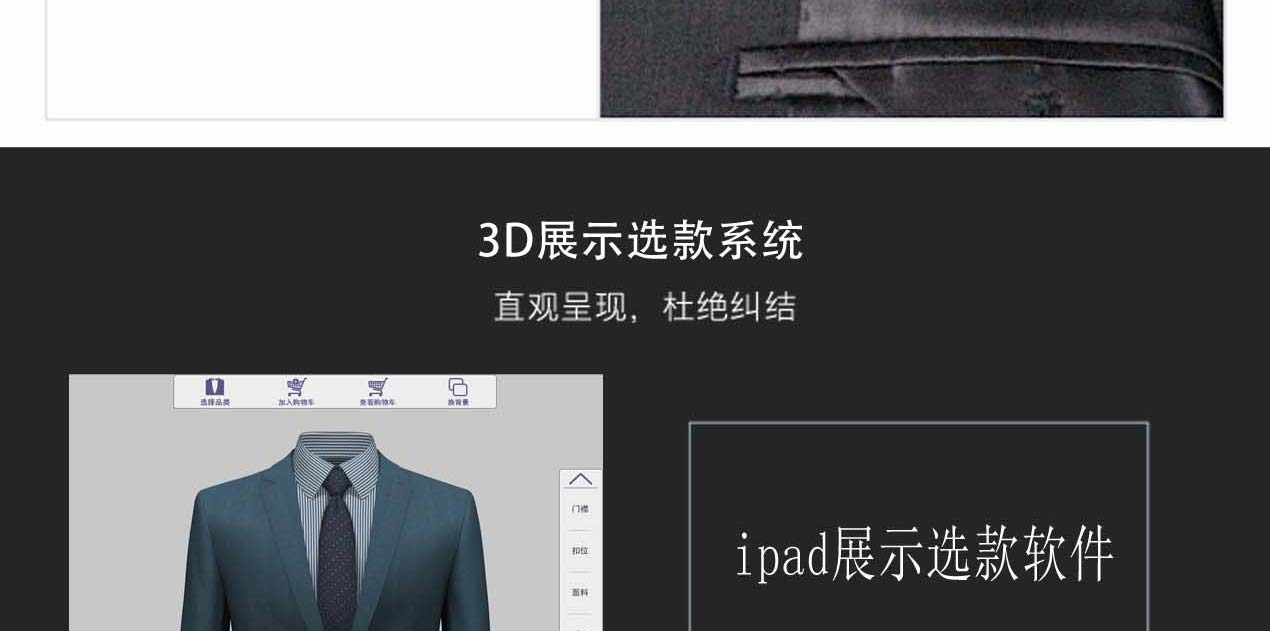 3D展示选款系统
直观呈现，杜绝纠结
选择品类 加入购物车 查看购物车 换背景
门襟
扣位
面料
ipad展示选款软件